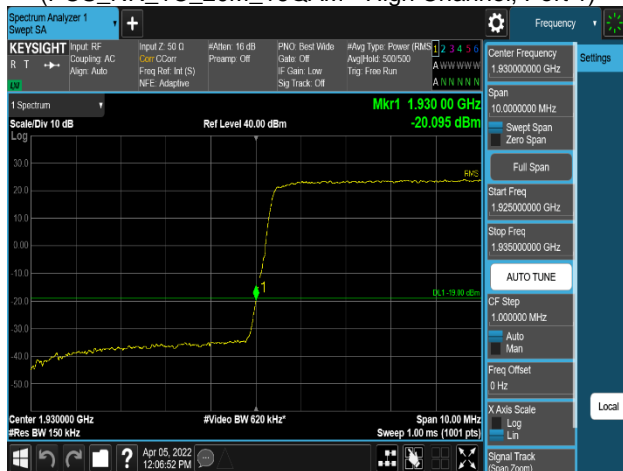 Spectrum Analyzer 1
Swept SA
KEYSIGHT
R T
Input: RF
Coupling: AC
Align: Auto
Input Z: 50 Ω
Corr CCorr
Freq Ref: Int (S)
NFE: Adaptive
#Atten: 16 dB
Preamp: Off
PNO: Best Wide
Gate: Off
IF Gain: Low
Sig Track: Off
#Avg Type: Power (RMS
Avg|Hold: 500/500
Trig: Free Run
1 2 3 4 5 6
A W W W W W
A N N N N N
1 Spectrum
Scale/Div 10 dB
Log
Ref Level 40.00 dBm
Mkr1 1.930 00 GHz
-20.095 dBm
30.0
20.0
10.0
0.00
-10.0
-20.0
-30.0
-40.0
-50.0
RMS
1
DL1 -19.00 dBm
Center 1.930000 GHz
#Res BW 150 kHz
#Video BW 620 kHz*
Span 10.00 MHz
Sweep 1.00 ms (1001 pts)
Apr 05, 2022
12:06:52 PM
Frequency
Settings
Center Frequency
1.930000000 GHz
Span
10.0000000 MHz
Swept Span
Zero Span
Full Span
Start Freq
1.925000000 GHz
Stop Freq
1.935000000 GHz
AUTO TUNE
CF Step
1.000000 MHz
Auto
Man
Freq Offset
0 Hz
X Axis Scale
Log
Lin
Local
Signal Track
(Span Zoom)